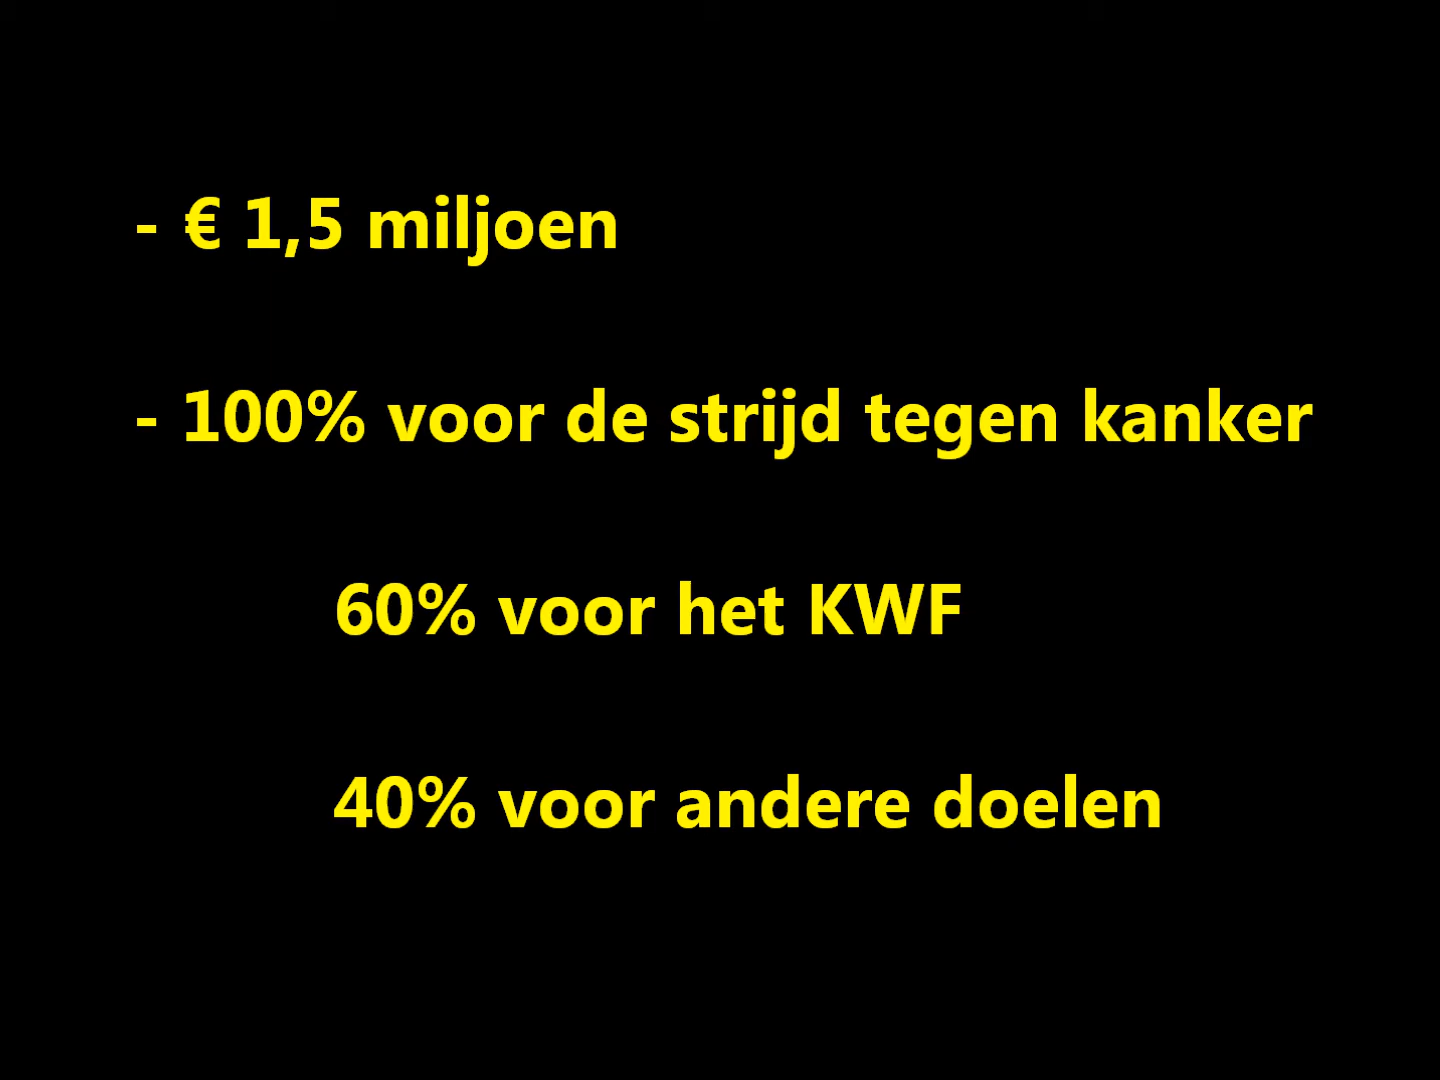 - € 1,5 miljoen
- 100% voor de strijd tegen kanker
60% voor het KWF
40% voor andere doelen